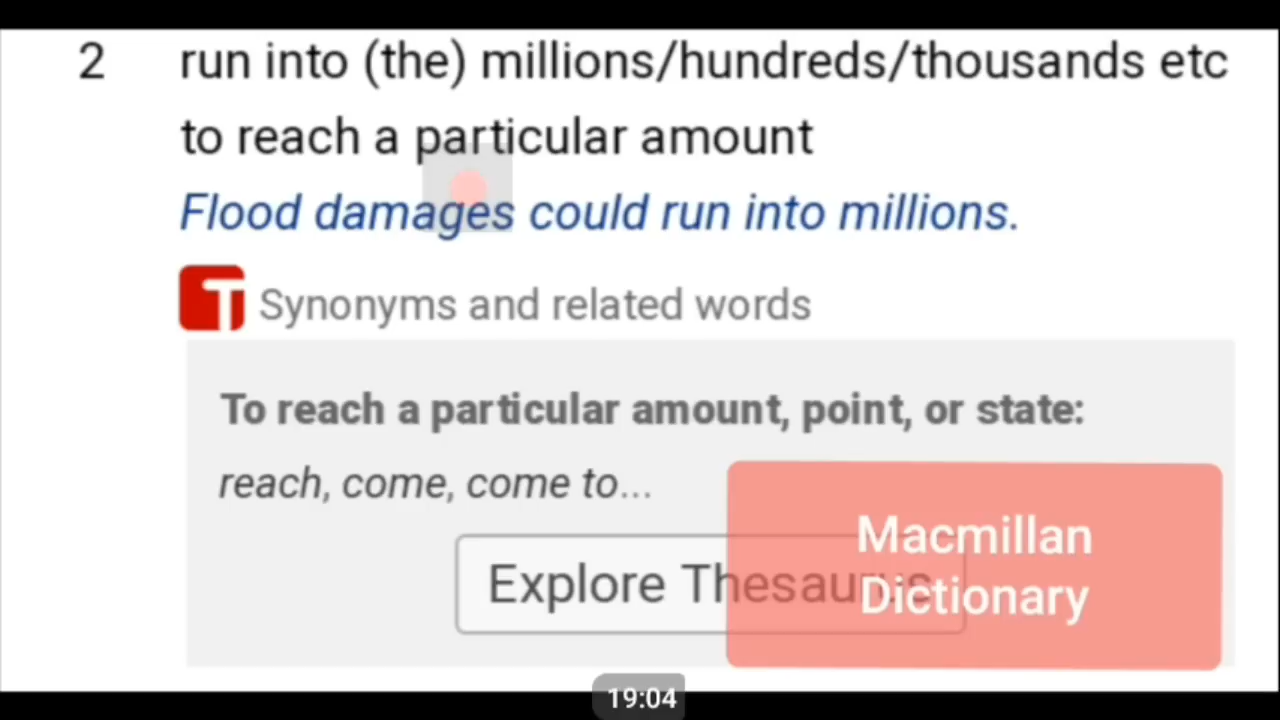 2 run into (the) millions/hundreds/thousands etc
to reach a particular amount
Flood damages could run into millions.
T Synonyms and related words
To reach a particular amount, point, or state:
reach, come, come to...
Explore Thesaurus
Macmillan
Dictionary
19:04